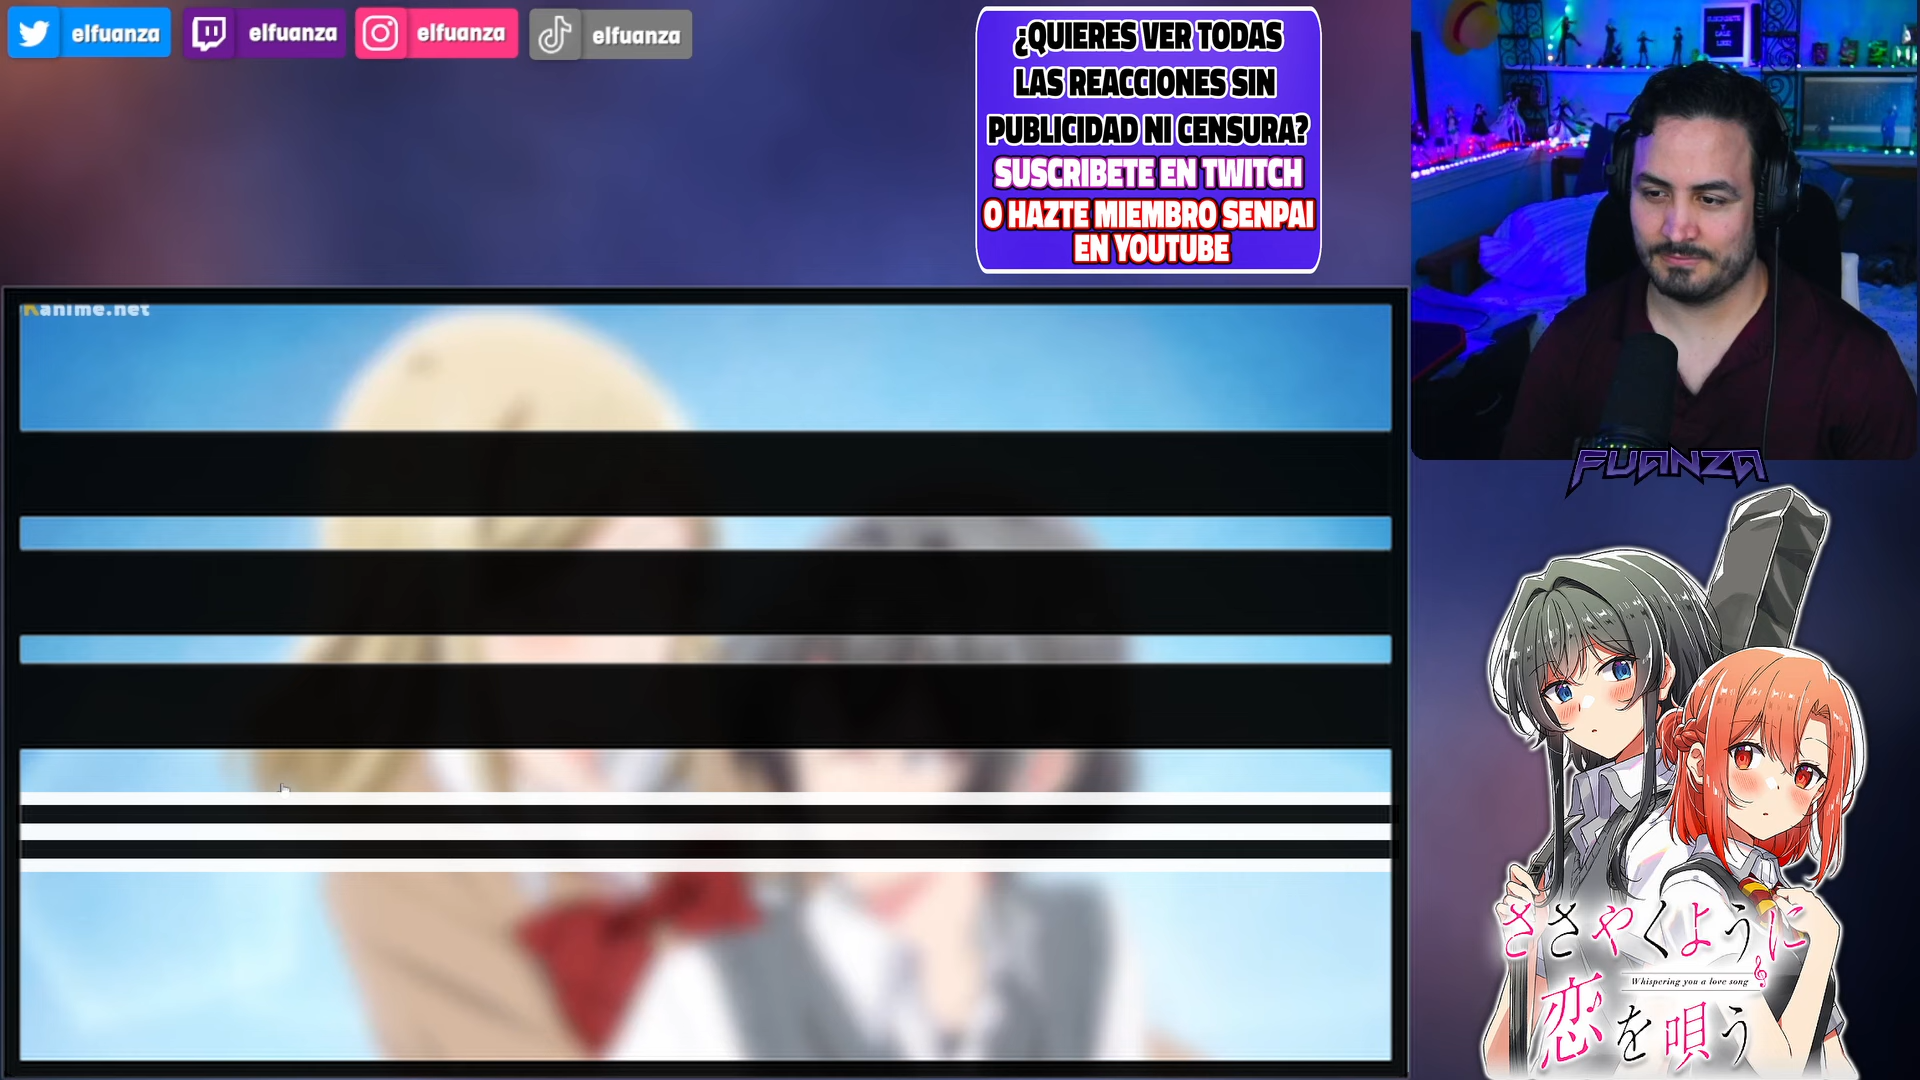 elfuanza
elfuanza
elfuanza
elfuanza
¿QUIERES VER TODAS
LAS REACCIONES SIN
PUBLICIDAD NI CENSURA?
SUSCRIBETE EN TWITCH
O HAZTE MIEMBRO SENPAI
EN YOUTUBE
anime.net
FUANZA
ささやくように
Whispering you a love song
恋を唄う